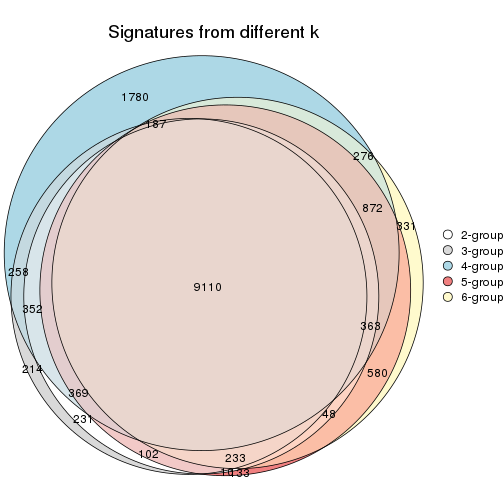 Signatures from different k
1780
187
276
872
331
258
9110
352
363
214
580
369
48
231
102
233
133
2-group
3-group
4-group
5-group
6-group